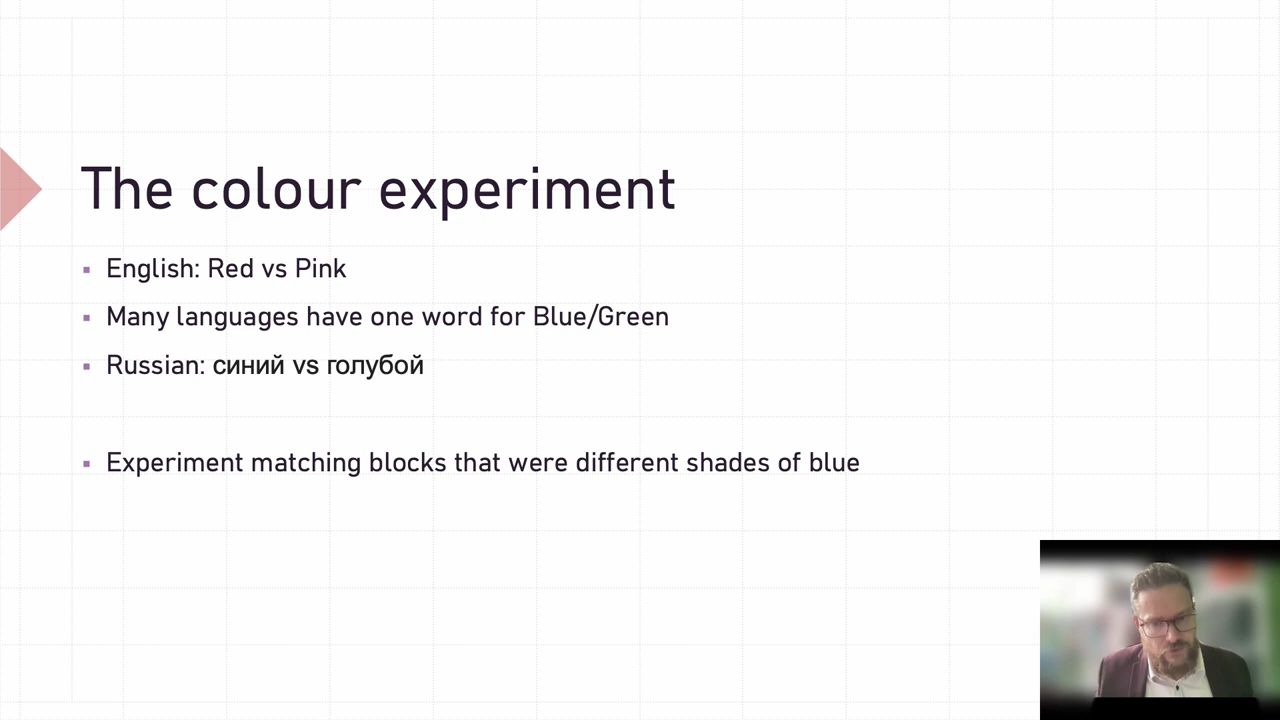 The colour experiment
English: Red vs Pink
Many languages have one word for Blue/Green
Russian: синий vs голубой
Experiment matching blocks that were different shades of blue